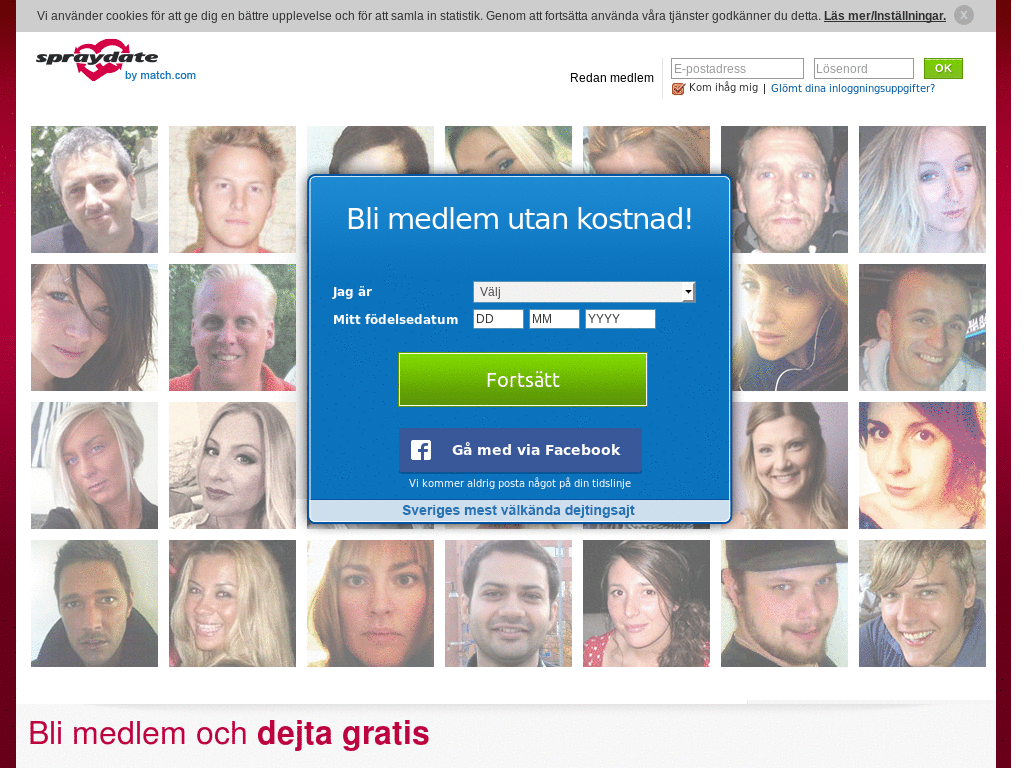 Vi använder cookies för att ge dig en bättre upplevelse och för att samla in statistik. Genom att fortsätta använda våra tjänster godkänner du detta. Läs mer/Inställningar. X
spraydate
by match.com
Redan medlem
E-postadress
Lösenord
OK
Kom ihåg mig | Glömt dina inloggningsuppgifter?
Bli medlem utan kostnad!
Jag är
Välj
Mitt födelsedatum
DD
MM
YYYY
Fortsätt
Gå med via Facebook
Vi kommer aldrig posta något på din tidslinje
Sveriges mest välkända dejtingsajt
Bli medlem och dejta gratis